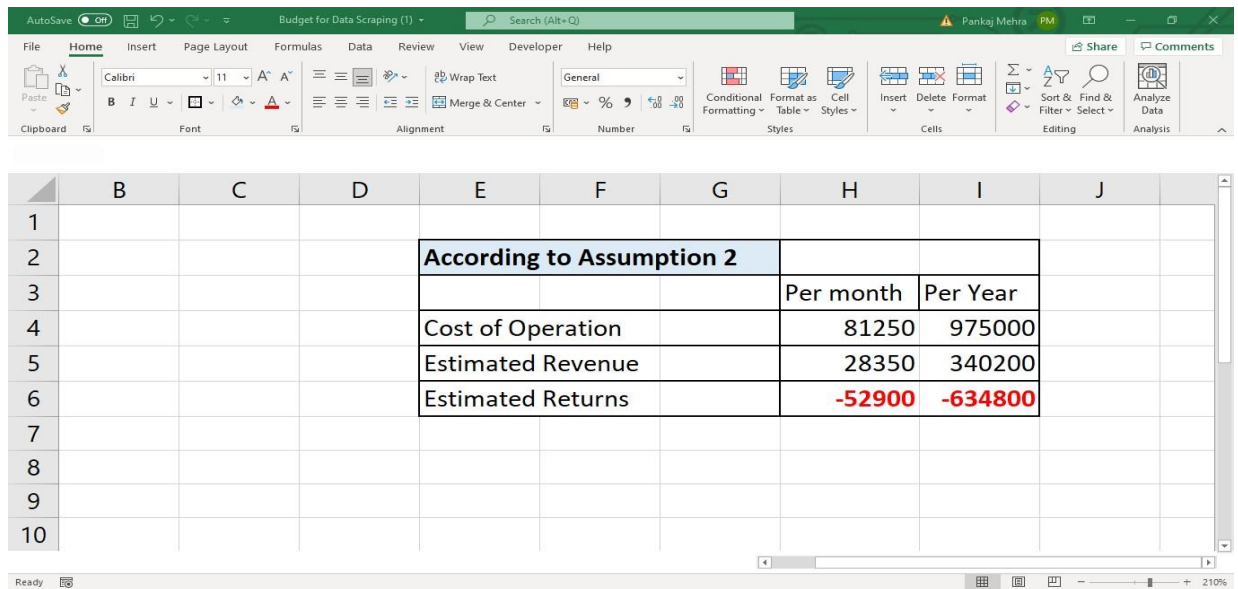 AutoSave Off Budget for Data Scraping (1) Search (Alt+Q) Pankaj Mehra PM
File Home Insert Page Layout Formulas Data Review View Developer Help Share Comments
Paste Calibri 11 A A ab Wrap Text General Conditional Formatting Format as Table Cell Styles Insert Delete Format Sort & Filter Find & Select Analyze Data
B I U A Merge & Center % 9
Clipboard Font Alignment Number Styles Cells Editing Analysis
B C D E F G H I J
1
2 According to Assumption 2
3 Per month Per Year
4 Cost of Operation 81250 975000
5 Estimated Revenue 28350 340200
6 Estimated Returns -52900 -634800
7
8
9
10
Ready 210%